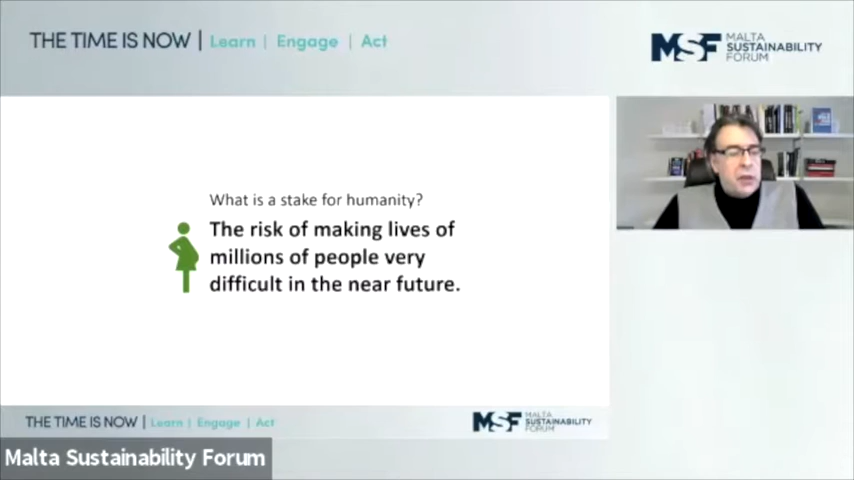 THE TIME IS NOW | Learn | Engage | Act
MSF MALTA
SUSTAINABILITY
FORUM
What is a stake for humanity?
The risk of making lives of
millions of people very
difficult in the near future.
THE TIME IS NOW | Learn | Engage | Act
MSF MALTA
SUSTAINABILITY
FORUM
Malta Sustainability Forum